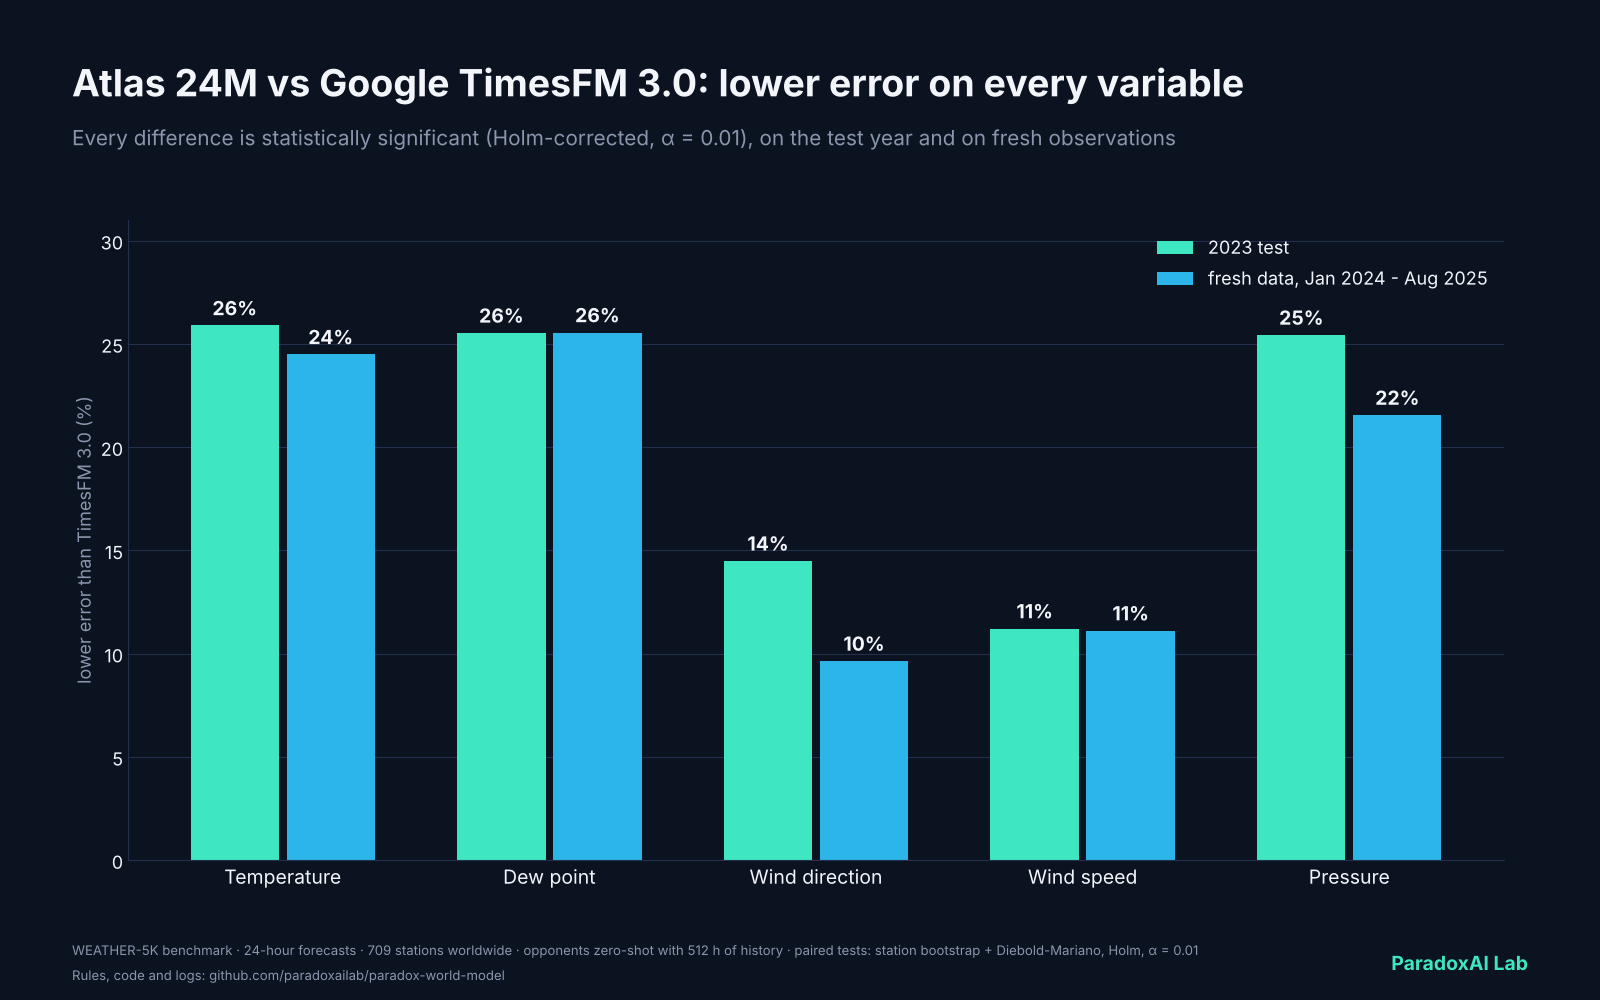 Atlas 24M vs Google TimesFM 3.0: lower error on every variable
Every difference is statistically significant (Holm-corrected, α = 0.01), on the test year and on fresh observations
2023 test
fresh data, Jan 2024 - Aug 2025
lower error than TimesFM 3.0 (%)
30
25
20
15
10
5
0
26%
24%
26%
26%
14%
10%
11%
11%
25%
22%
Temperature
Dew point
Wind direction
Wind speed
Pressure
WEATHER-5K benchmark · 24-hour forecasts · 709 stations worldwide · opponents zero-shot with 512 h of history · paired tests: station bootstrap + Diebold-Mariano, Holm, α = 0.01
Rules, code and logs: github.com/paradoxailab/paradox-world-model
ParadoxAI Lab